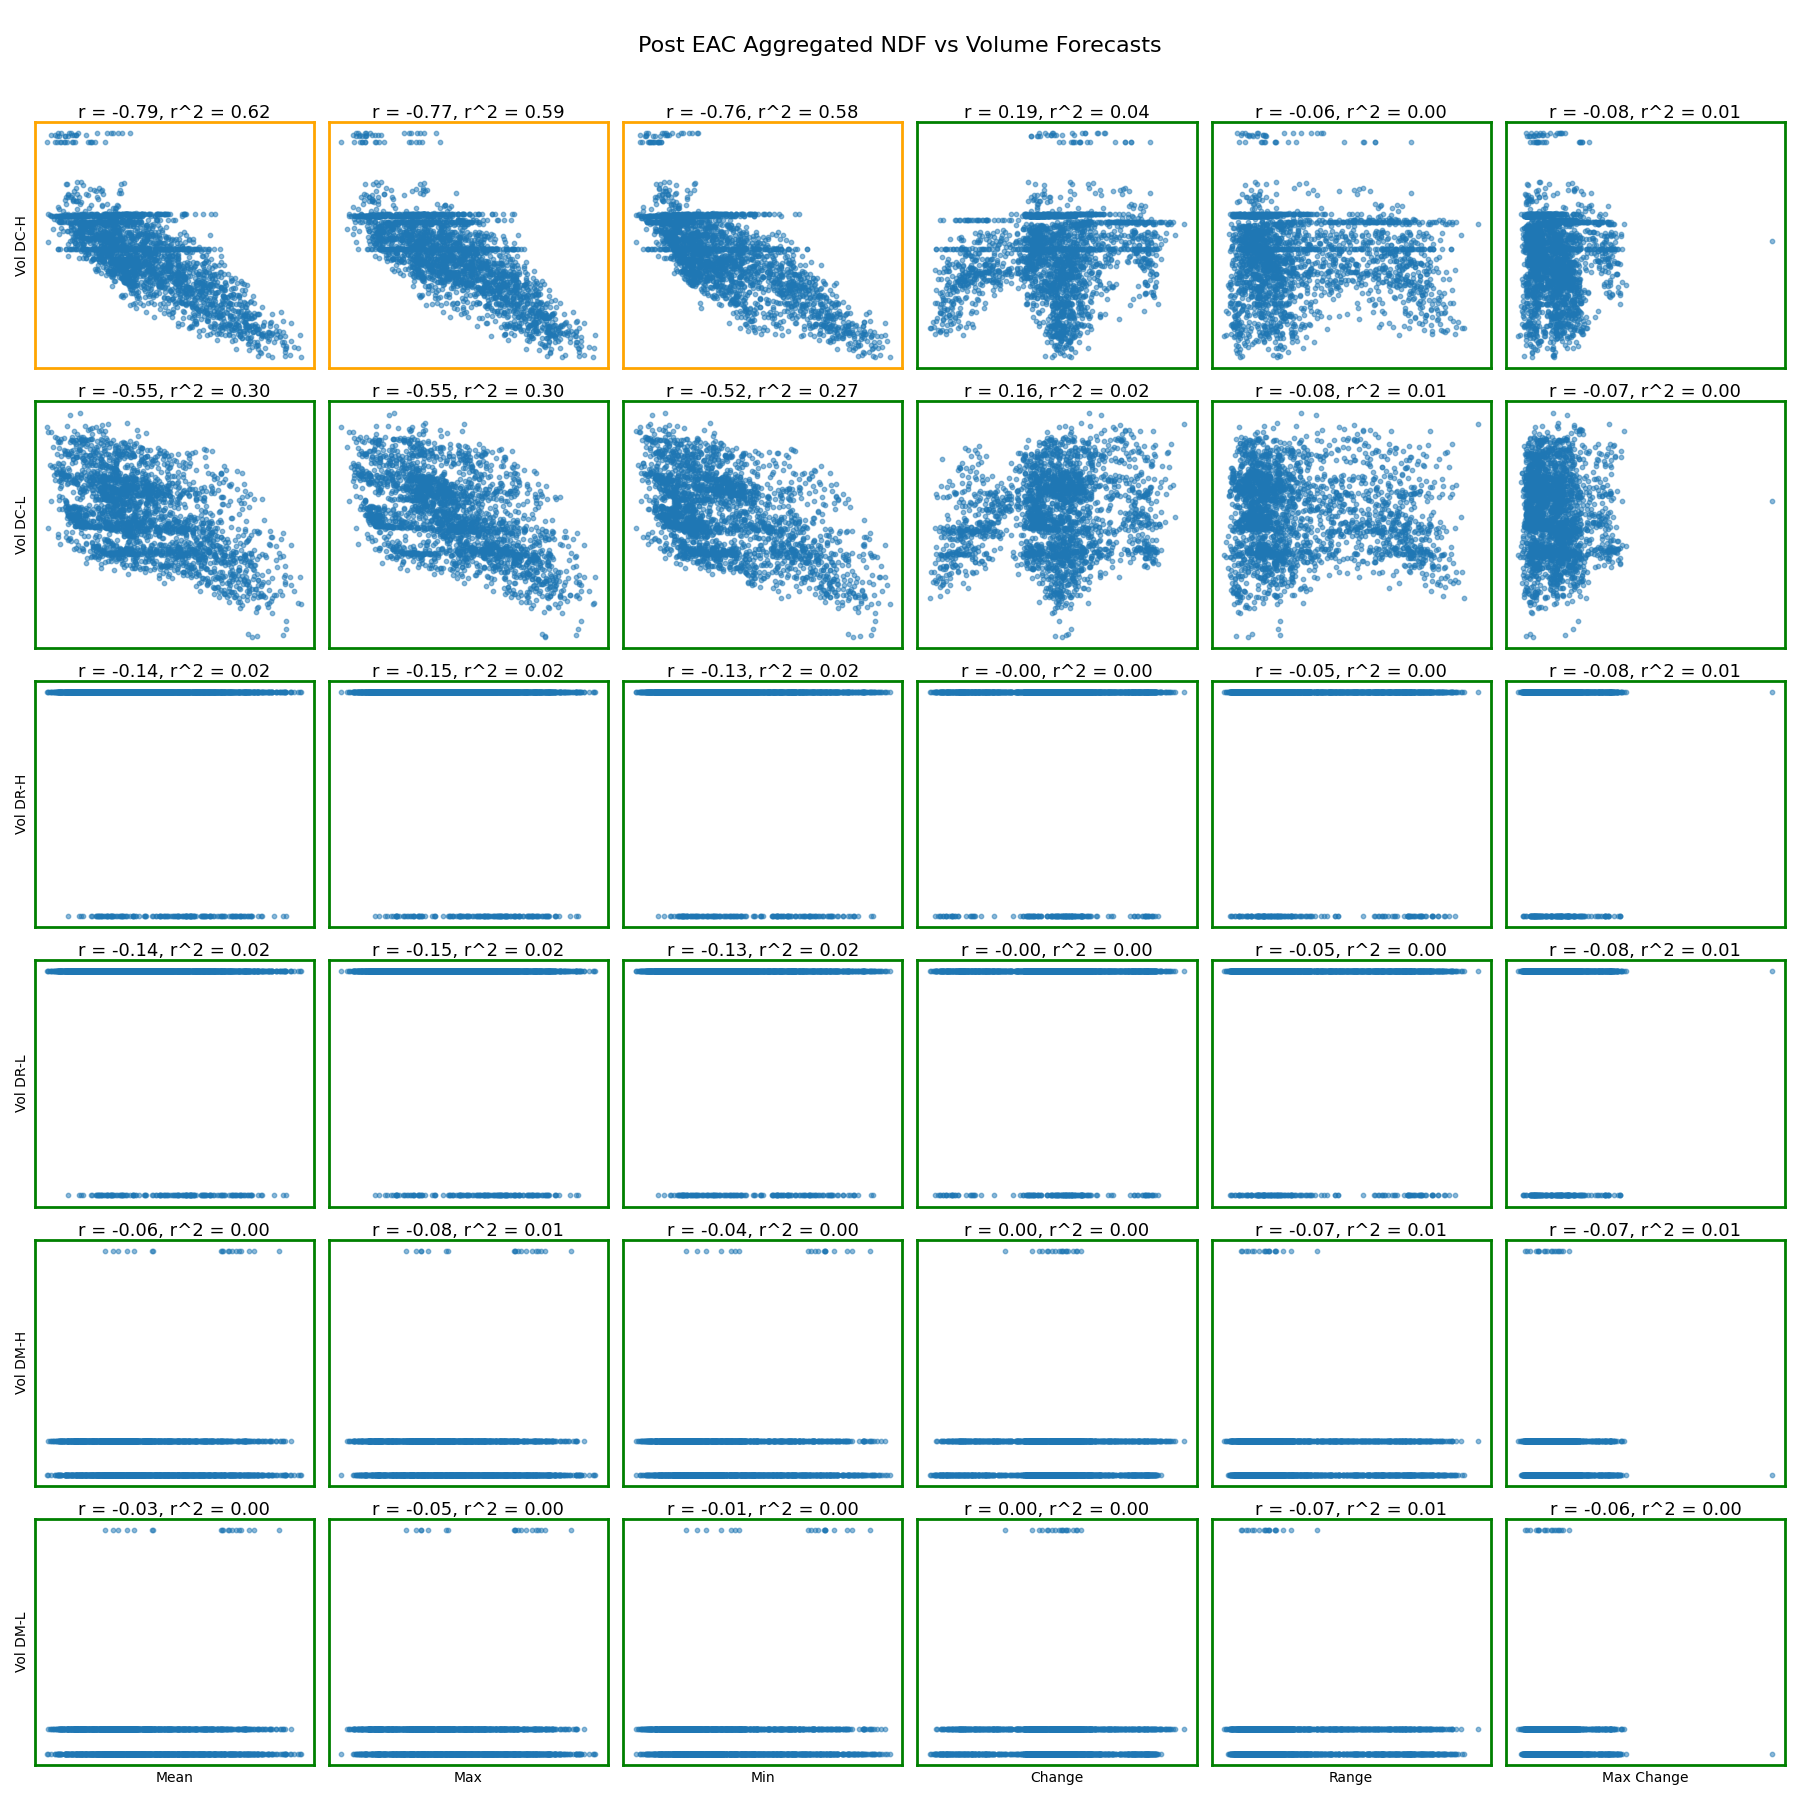 Post EAC Aggregated NDF vs Volume Forecasts
r = -0.79, r^2 = 0.62
r = -0.77, r^2 = 0.59
r = -0.76, r^2 = 0.58
r = 0.19, r^2 = 0.04
r = -0.06, r^2 = 0.00
r = -0.08, r^2 = 0.01
Vol DC-H
r = -0.55, r^2 = 0.30
r = -0.55, r^2 = 0.30
r = -0.52, r^2 = 0.27
r = 0.16, r^2 = 0.02
r = -0.08, r^2 = 0.01
r = -0.07, r^2 = 0.00
Vol DC-L
r = -0.14, r^2 = 0.02
r = -0.15, r^2 = 0.02
r = -0.13, r^2 = 0.02
r = -0.00, r^2 = 0.00
r = -0.05, r^2 = 0.00
r = -0.08, r^2 = 0.01
Vol DR-H
r = -0.14, r^2 = 0.02
r = -0.15, r^2 = 0.02
r = -0.13, r^2 = 0.02
r = -0.00, r^2 = 0.00
r = -0.05, r^2 = 0.00
r = -0.08, r^2 = 0.01
Vol DR-L
r = -0.06, r^2 = 0.00
r = -0.08, r^2 = 0.01
r = -0.04, r^2 = 0.00
r = 0.00, r^2 = 0.00
r = -0.07, r^2 = 0.01
r = -0.07, r^2 = 0.01
Vol DM-H
r = -0.03, r^2 = 0.00
r = -0.05, r^2 = 0.00
r = -0.01, r^2 = 0.00
r = 0.00, r^2 = 0.00
r = -0.07, r^2 = 0.01
r = -0.06, r^2 = 0.00
Vol DM-L
Mean
Max
Min
Change
Range
Max Change